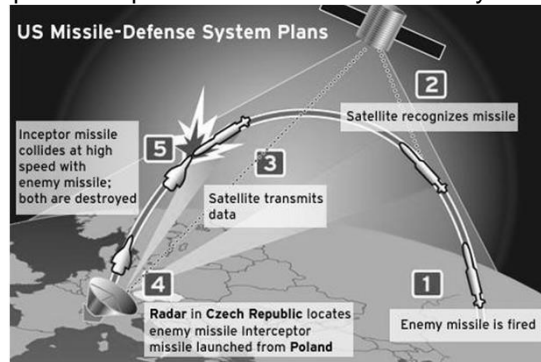 US Missile-Defense System Plans
2
Satellite recognizes missile
Inceptor missile
collides at high
speed with
enemy missile;
both are destroyed
5
3
Satellite transmits
data
4
Radar in Czech Republic locates
enemy missile Interceptor
missile launched from Poland
1
Enemy missile is fired